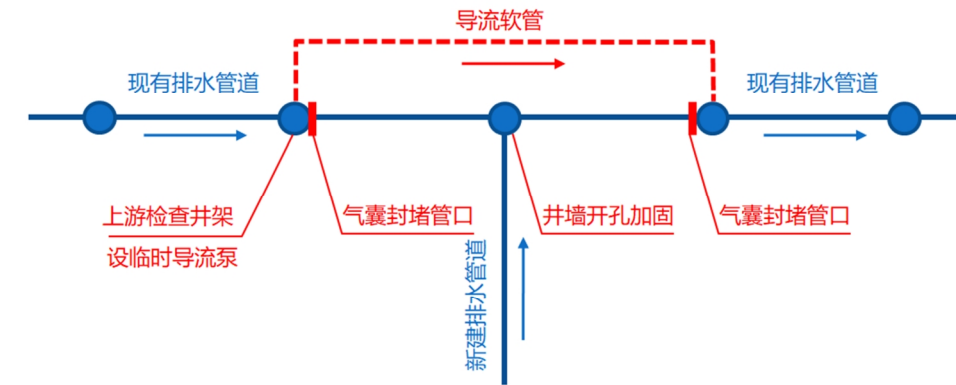 导流软管
现有排水管道
现有排水管道
上游检查井架
设临时导流泵
气囊封堵管口
井墙开孔加固
气囊封堵管口
新建排水管道